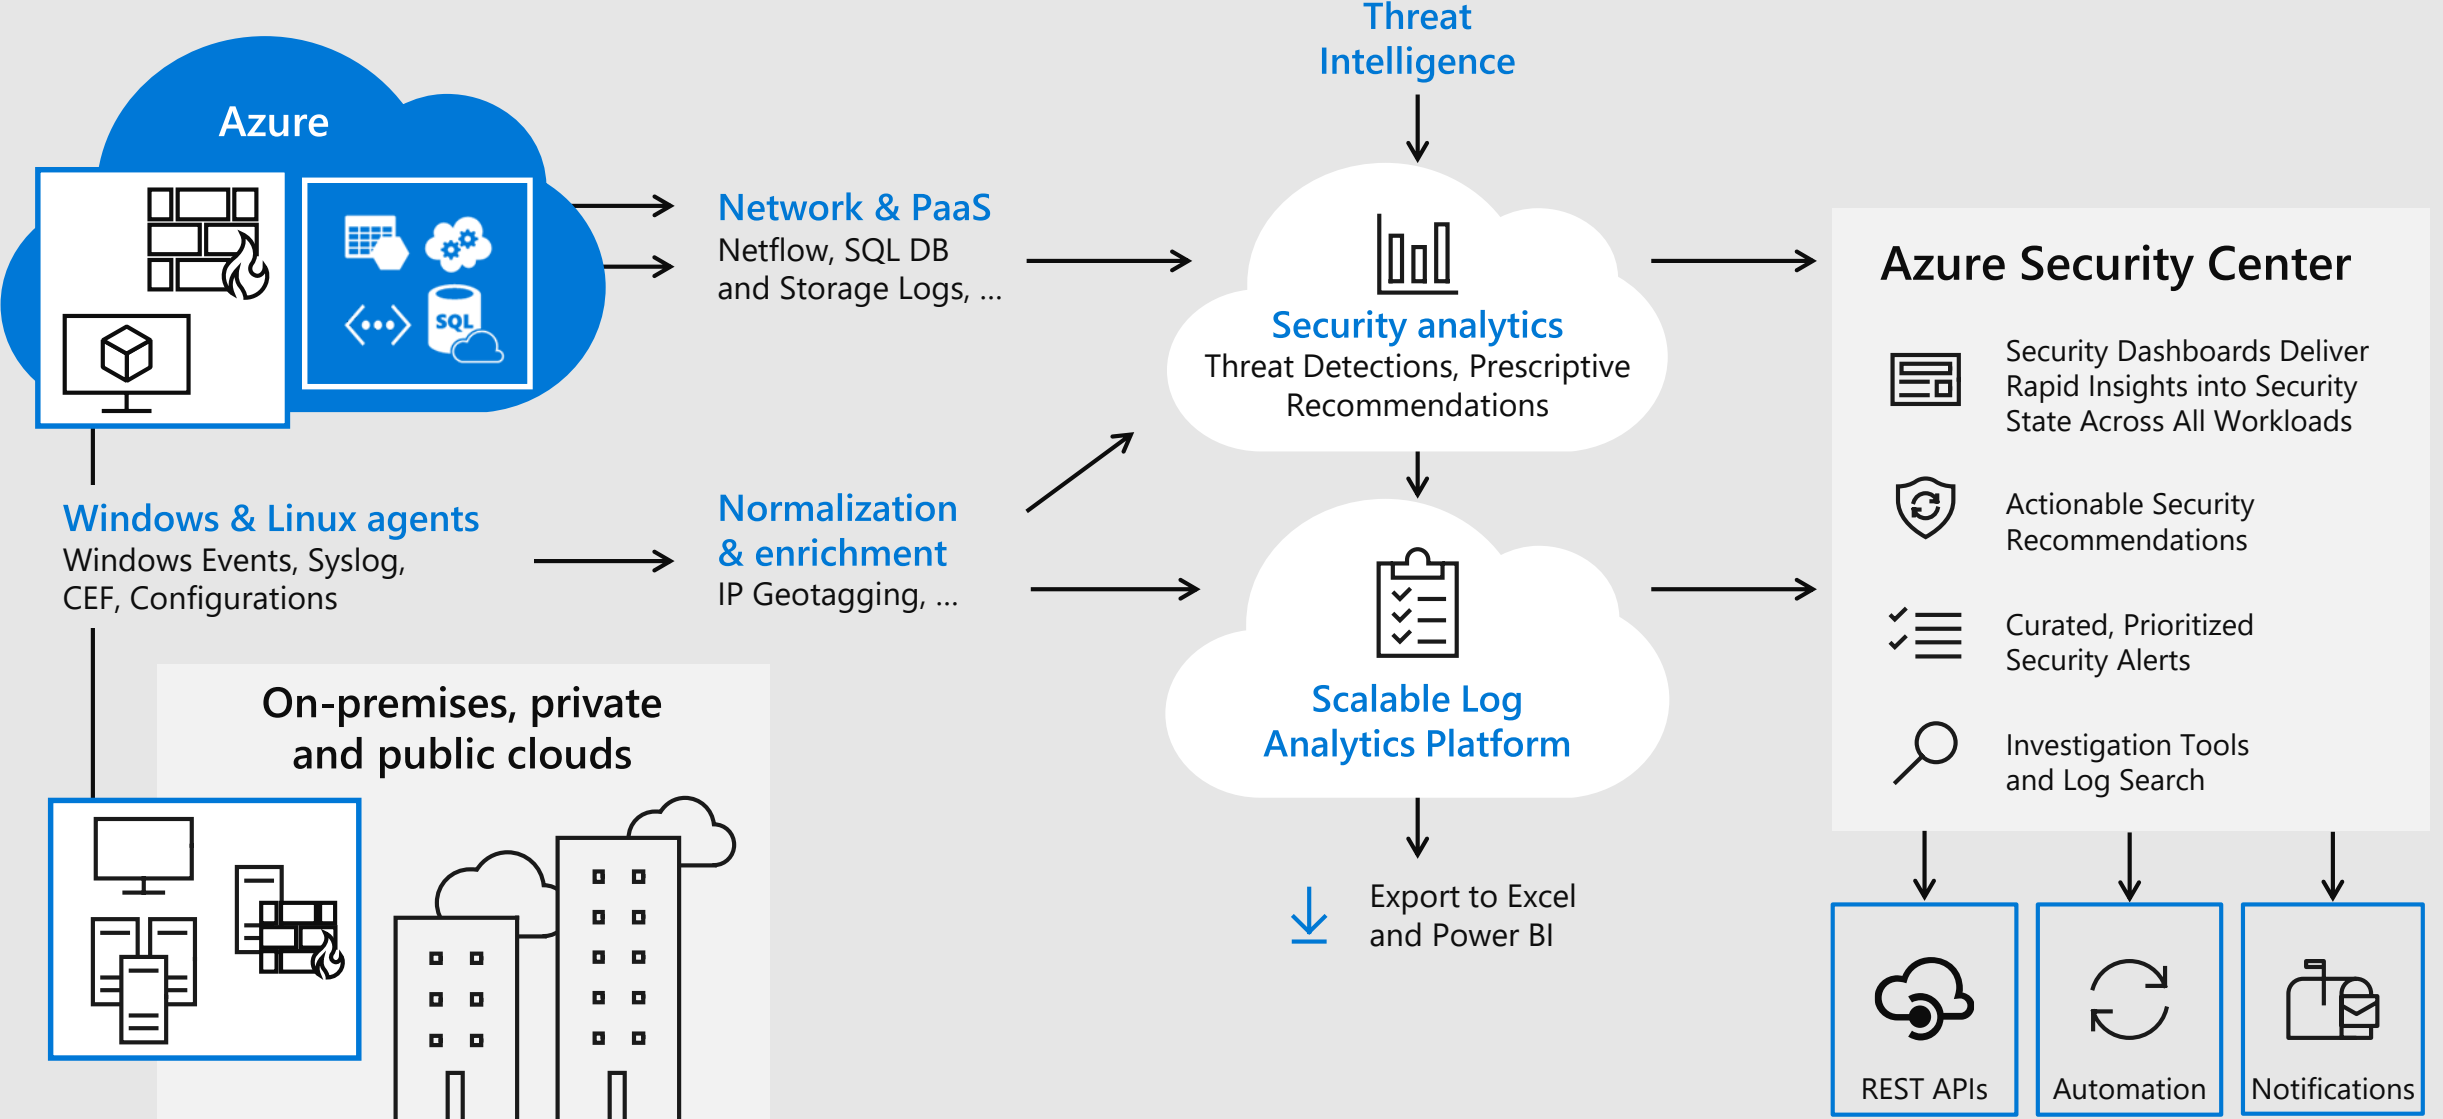 Threat
Intelligence
Azure
SQL
Network & PaaS
Netflow, SQL DB
and Storage Logs, ...
Security analytics
Threat Detections, Prescriptive
Recommendations
Azure Security Center
Security Dashboards Deliver
Rapid Insights into Security
State Across All Workloads
Actionable Security
Recommendations
Curated, Prioritized
Security Alerts
Investigation Tools
and Log Search
Windows & Linux agents
Windows Events, Syslog,
CEF, Configurations
Normalization
& enrichment
IP Geotagging, ...
Scalable Log
Analytics Platform
On-premises, private
and public clouds
Export to Excel
and Power BI
REST APIs
Automation
Notifications